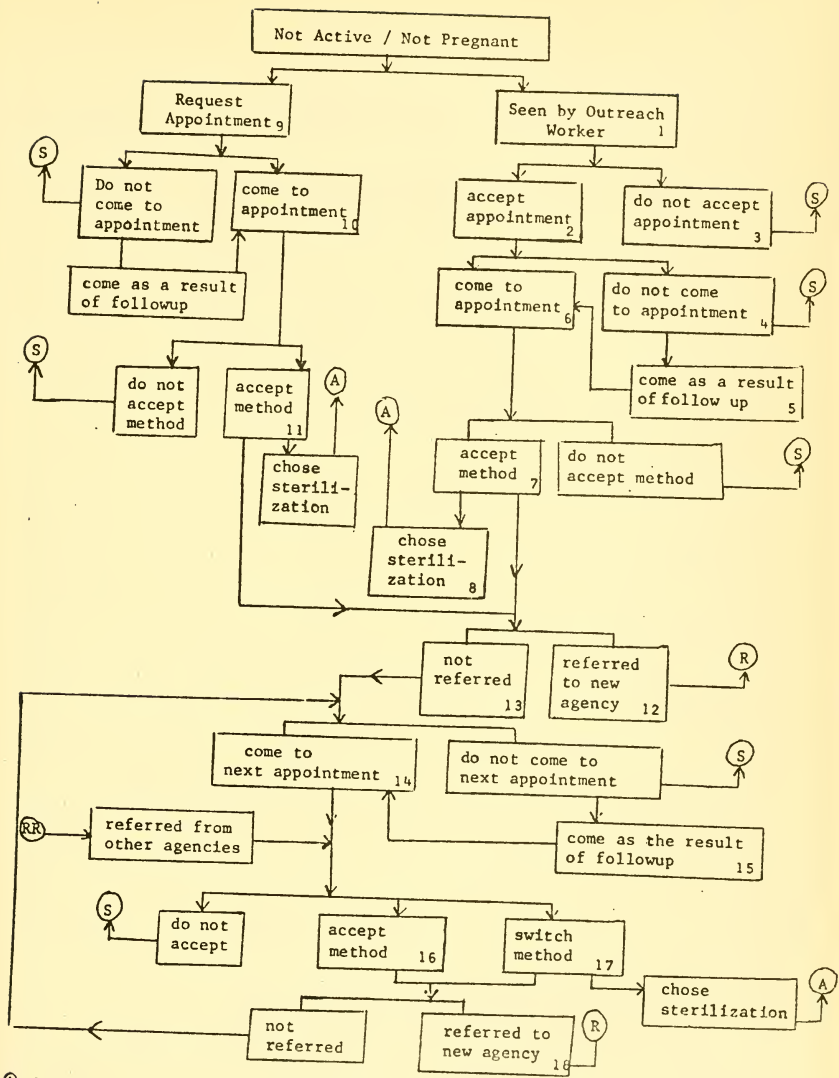 Not Active / Not Pregnant
Request
Appointment 9
Seen by Outreach
Worker 1
S
Do not
come to
appointment
come to
appointment 10
accept
appointment 2
do not accept
appointment 3
S
come as a result
of followup
come to
appointment 6
do not come
to appointment 4
S
S
do not
accept
method
accept
method
11
A
come as a result
of follow up
5
chose
sterili-
zation
A
accept
method
7
do not
accept method
S
chose
sterili-
zation 8
not
referred
13
referred
to new
agency 12
R
come to
next appointment 14
do not come to
next appointment
S
RR
referred from
other agencies
come as the result
of followup 15
S
do not
accept
accept
method 16
switch
method
17
chose
sterilization
A
not
referred
referred to
new agency 18
R